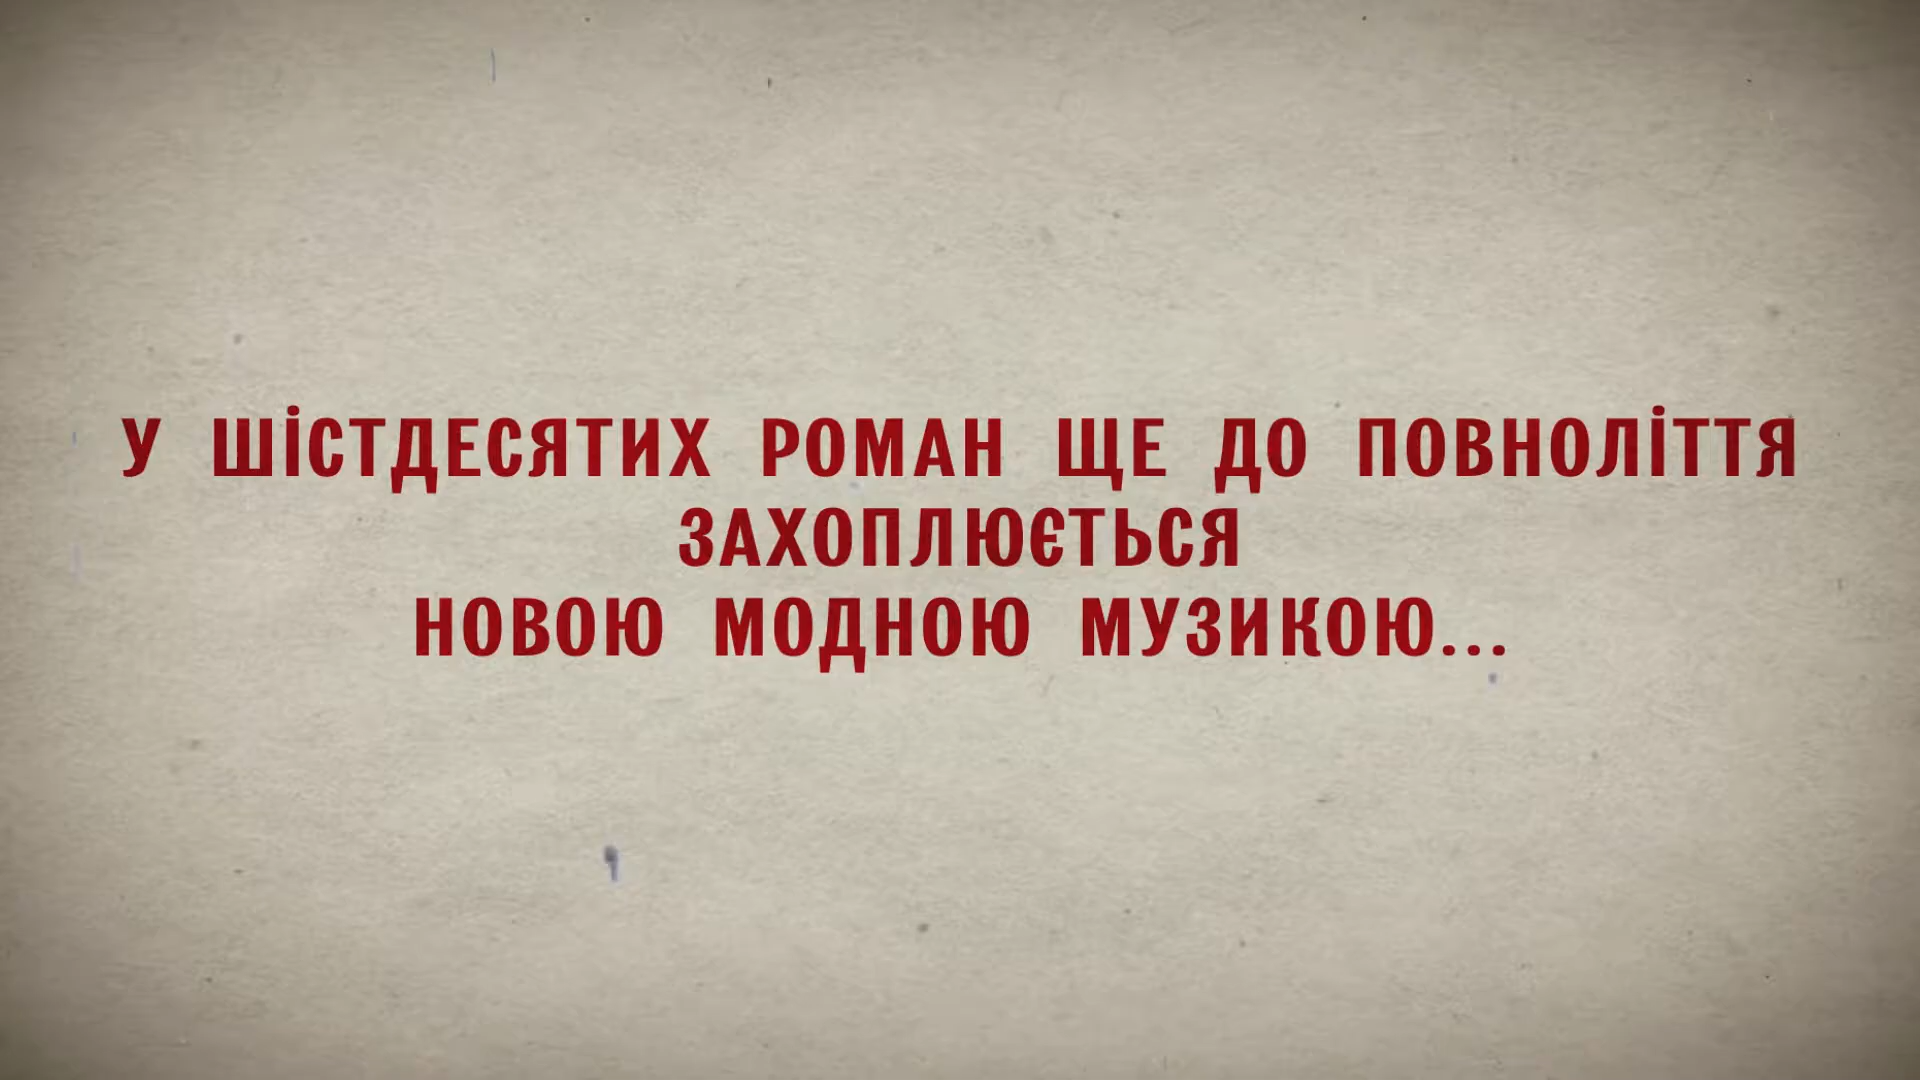 У ШІСТДЕСЯТИХ РОМАН ЩЕ ДО ПОВНОЛІТТЯ
ЗАХОПЛЮЄТЬСЯ
НОВОЮ МОДНОЮ МУЗИКОЮ...